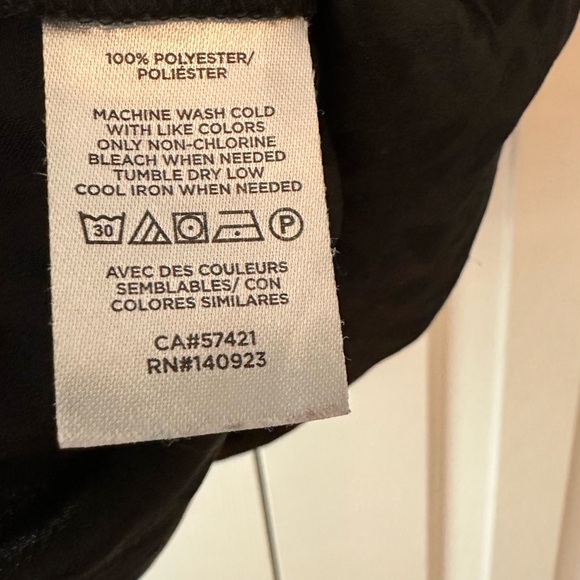 100% POLYESTER/
POLIÉSTER
MACHINE WASH COLD
WITH LIKE COLORS
ONLY NON-CHLORINE
BLEACH WHEN NEEDED
TUMBLE DRY LOW
COOL IRON WHEN NEEDED
30 P
AVEC DES COULEURS
SEMBLABLES/ CON
COLORES SIMILARES
CA#57421
RN#140923